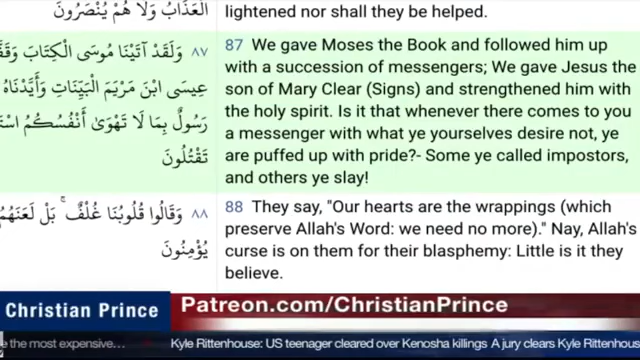 الْعَذَابُ وَلَا هُمْ يُنْصَرُونَ
lightened nor shall they be helped.
٨٧ وَلَقَدْ آتَيْنَا مُوسَى الْكِتَابَ
عِيسَى ابْنَ مَرْيَمَ الْبَيِّنَاتِ وَأَيَّدْنَاهُ
رَسُولٌ بِمَا لَا تَهْوَىٰ أَنْفُسُكُمُ
تَقْتُلُونَ
87 We gave Moses the Book and followed him up
with a succession of messengers; We gave Jesus the
son of Mary Clear (Signs) and strengthened him with
the holy spirit. Is it that whenever there comes to you
a messenger with what ye yourselves desire not, ye
are puffed up with pride?- Some ye called impostors,
and others ye slay!
٨٨ وَقَالُوا قُلُوبُنَا غُلْفٌ ۚ بَلْ لَعَنَهُمُ
يُؤْمِنُونَ
88 They say, "Our hearts are the wrappings (which
preserve Allah's Word: we need no more)." Nay, Allah's
curse is on them for their blasphemy: Little is it they
believe.
Christian Prince
Patreon.com/ChristianPrince
the most expensive... Kyle Rittenhouse: US teenager cleared over Kenosha killings A jury clears Kyle Rittenhous